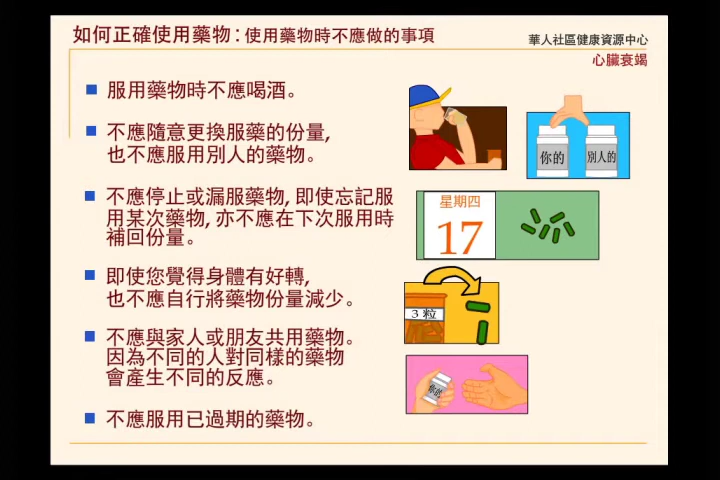 如何正確使用藥物：使用藥物時不應做的事項
華人社區健康資源中心
心臟衰竭
服用藥物時不應喝酒。
不應隨意更換服藥的份量,
也不應服用別人的藥物。
你的
別人的
不應停止或漏服藥物, 即使忘記服
用某次藥物, 亦不應在下次服用時
補回份量。
星期四
17
即使您覺得身體有好轉,
也不應自行將藥物份量減少。
3 粒
不應與家人或朋友共用藥物。
因為不同的人對同樣的藥物
會產生不同的反應。
你的
不應服用已過期的藥物。